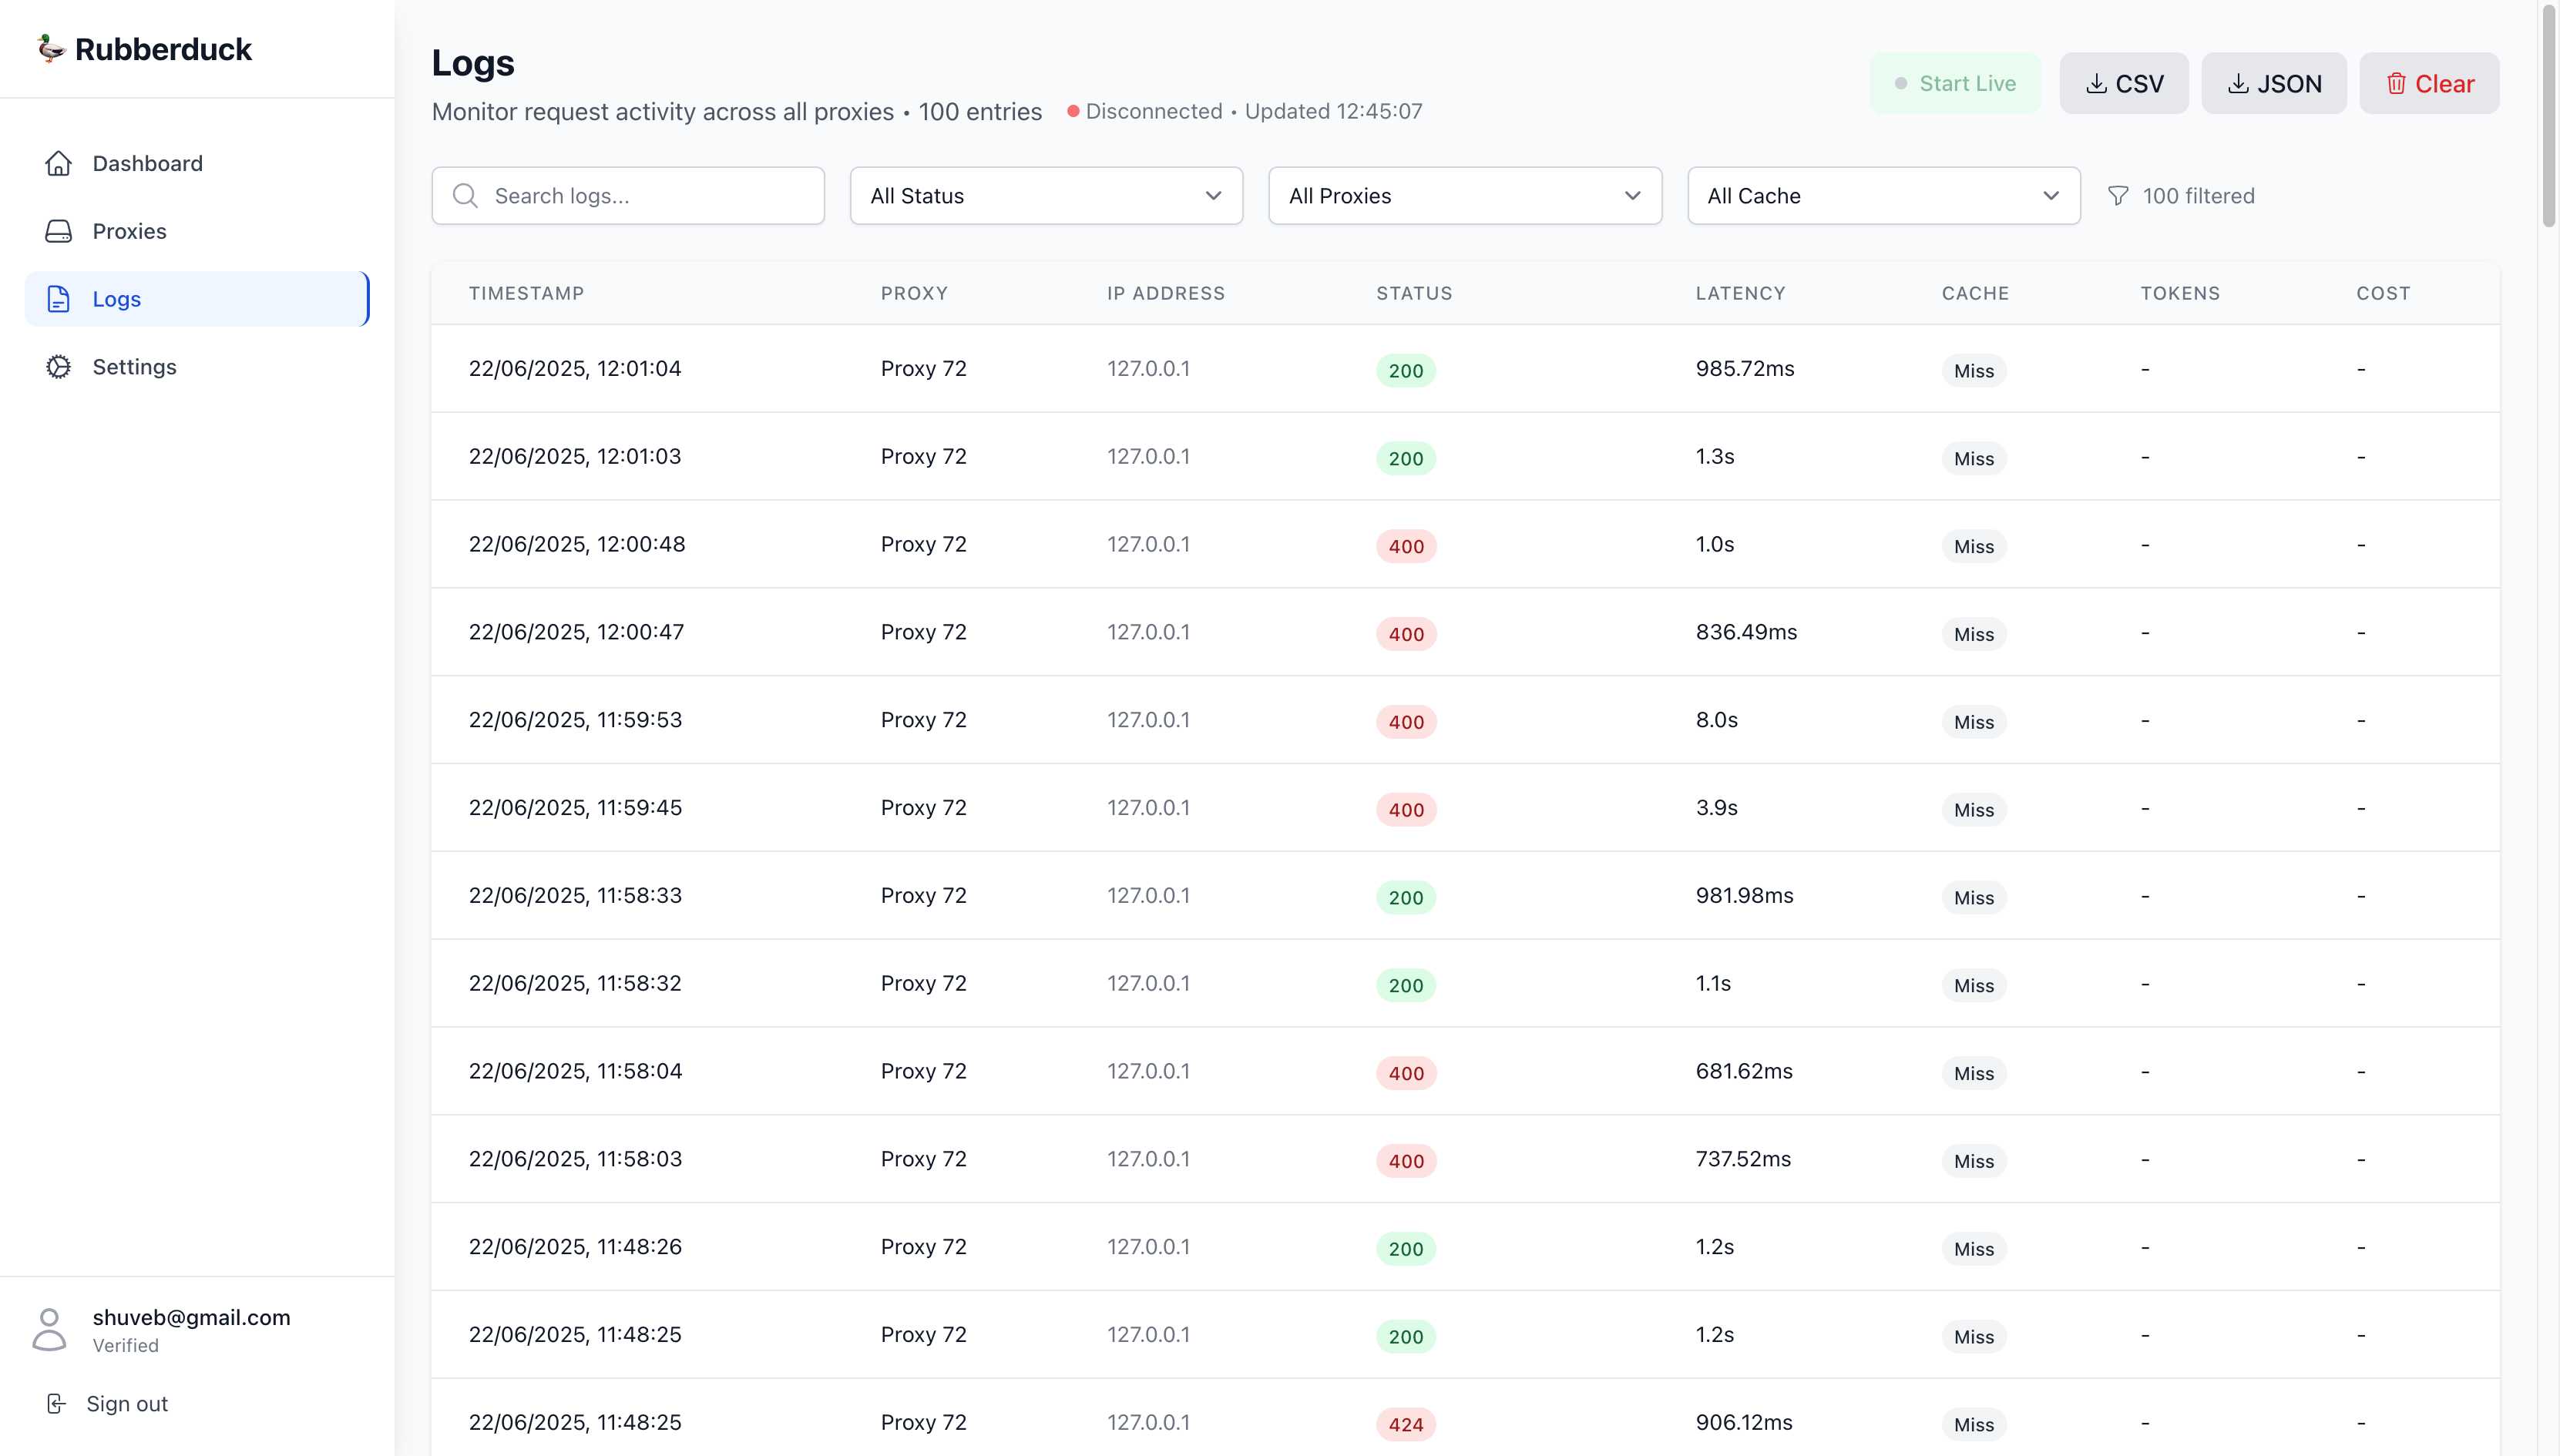 Rubberduck
Dashboard
Proxies
Logs
Settings
shuveb@gmail.com
Verified
Sign out
Logs
Monitor request activity across all proxies • 100 entries Disconnected • Updated 12:45:07
Start Live CSV JSON Clear
Search logs... All Status All Proxies All Cache 100 filtered
TIMESTAMP PROXY IP ADDRESS STATUS LATENCY CACHE TOKENS COST
22/06/2025, 12:01:04 Proxy 72 127.0.0.1 200 985.72ms Miss - -
22/06/2025, 12:01:03 Proxy 72 127.0.0.1 200 1.3s Miss - -
22/06/2025, 12:00:48 Proxy 72 127.0.0.1 400 1.0s Miss - -
22/06/2025, 12:00:47 Proxy 72 127.0.0.1 400 836.49ms Miss - -
22/06/2025, 11:59:53 Proxy 72 127.0.0.1 400 8.0s Miss - -
22/06/2025, 11:59:45 Proxy 72 127.0.0.1 400 3.9s Miss - -
22/06/2025, 11:58:33 Proxy 72 127.0.0.1 200 981.98ms Miss - -
22/06/2025, 11:58:32 Proxy 72 127.0.0.1 200 1.1s Miss - -
22/06/2025, 11:58:04 Proxy 72 127.0.0.1 400 681.62ms Miss - -
22/06/2025, 11:58:03 Proxy 72 127.0.0.1 400 737.52ms Miss - -
22/06/2025, 11:48:26 Proxy 72 127.0.0.1 200 1.2s Miss - -
22/06/2025, 11:48:25 Proxy 72 127.0.0.1 200 1.2s Miss - -
22/06/2025, 11:48:25 Proxy 72 127.0.0.1 424 906.12ms Miss - -